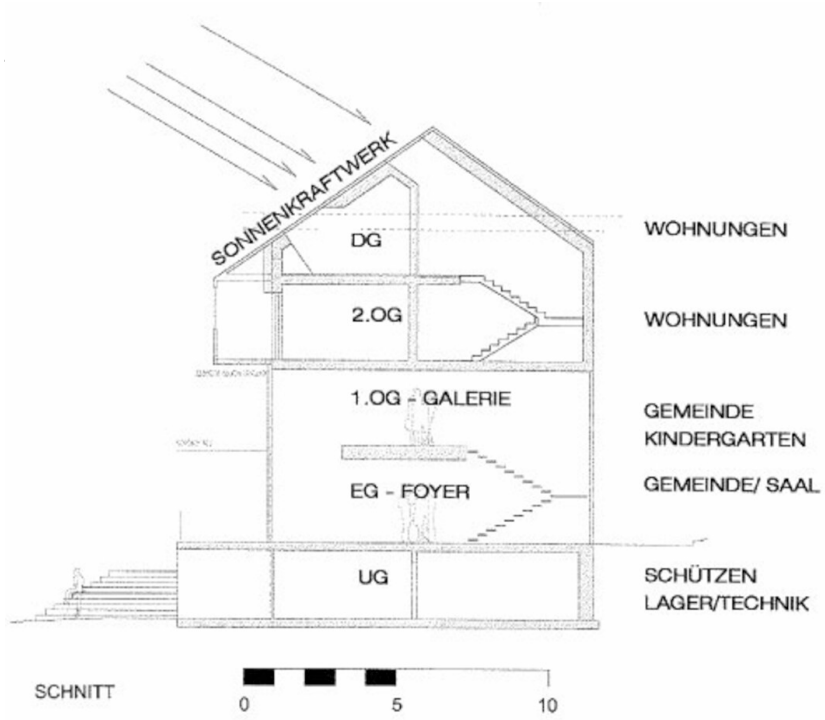 SONNENKRAFTWERK
DG
WOHNUNGEN
2.OG
WOHNUNGEN
1.OG - GALERIE
GEMEINDE
KINDERGARTEN
EG - FOYER
GEMEINDE/ SAAL
UG
SCHÜTZEN
LAGER/TECHNIK
SCHNITT
0
5
10